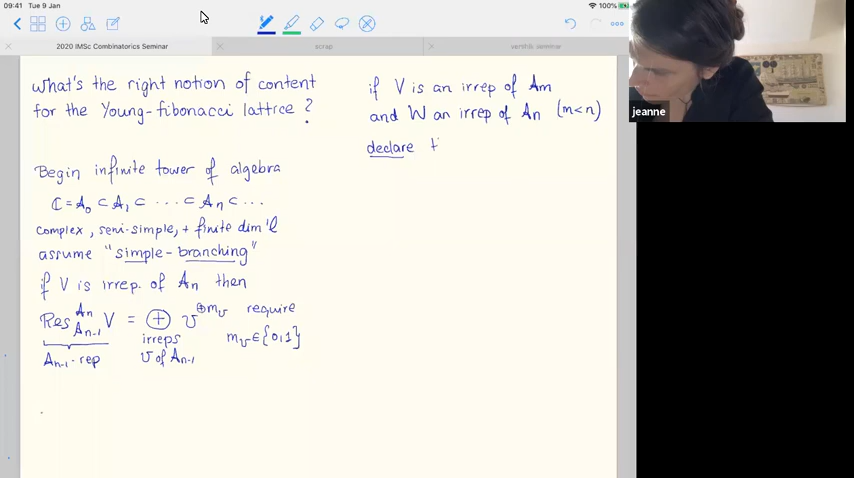 09:41 Tue 9 Jan
100%
2020 IMSc Combinatorics Seminar
scrap
vershik seminar
what's the right notion of content
for the Young-fibonacci lattice?
Begin infinite tower of algebra
ℂ = A₀ ⊂ A₁ ⊂ ··· ⊂ Aₙ ⊂ ...
complex, semi-simple, + finite dim'l
assume "simple-branching"
if V is irrep. of Aₙ then
Res^{Aₙ}_{Aₙ₋₁} V = ⊕ υ^{⊕m_υ} require
irreps m_υ ∈ {0,1}
Aₙ₋₁-rep υ of Aₙ₋₁
if V is an irrep of Am
and W an irrep of An (m<n)
declare t
jeanne